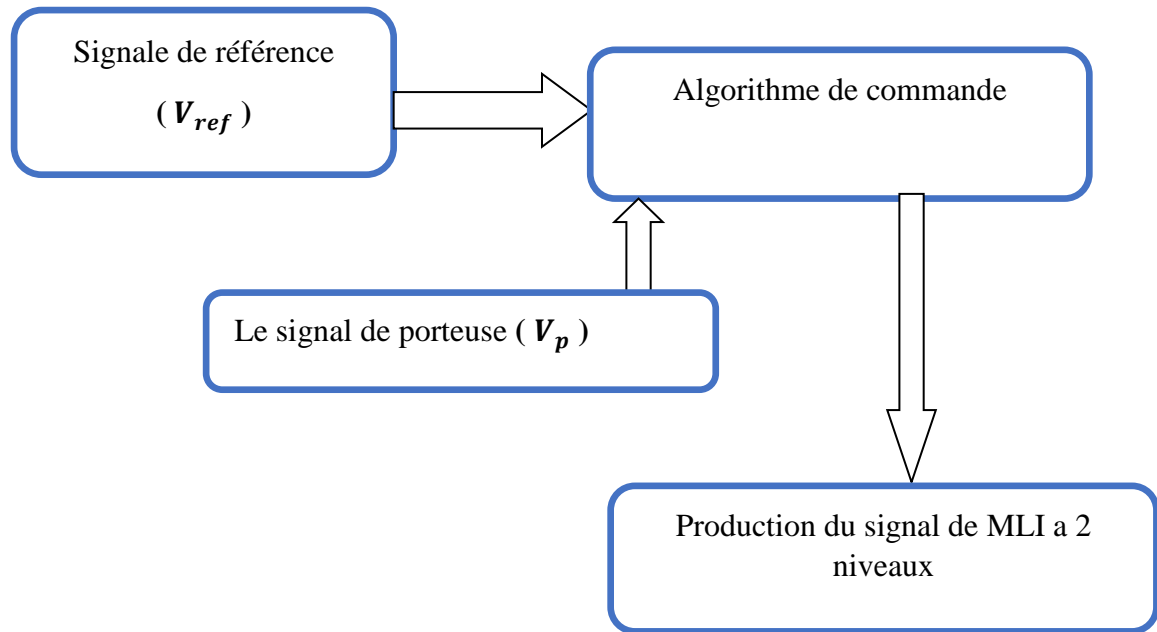 Signale de référence
( V_ref )
Algorithme de commande
Le signal de porteuse ( V_p )
Production du signal de MLI a 2
niveaux